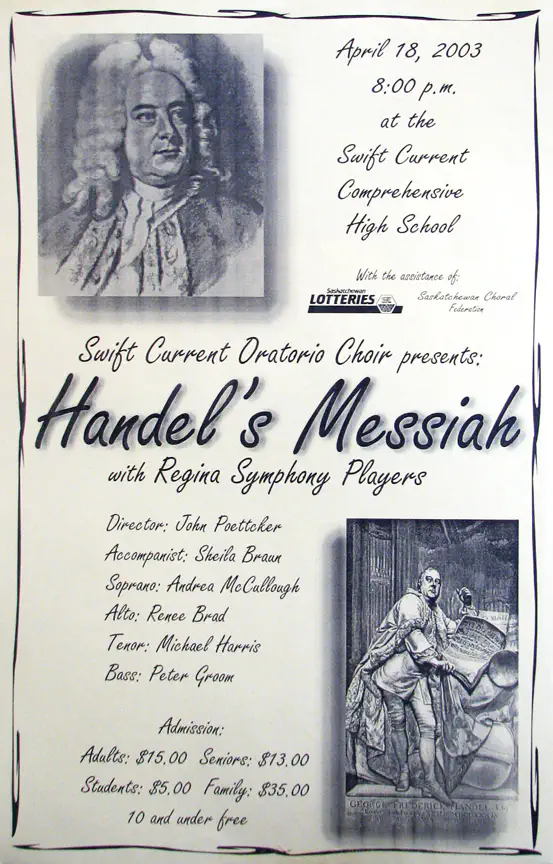 April 18, 2003
8:00 p.m.
at the
Swift Current
Comprehensive
High School
With the assistance of:
Saskatchewan
LOTTERIES
Saskatchewan Choral
Federation
Swift Current Oratorio Choir presents:
Handel's Messiah
with Regina Symphony Players
Director: John Poettcker
Accompanist: Sheila Braun
Soprano: Andrea McCullough
Alto: Renee Brad
Tenor: Michael Harris
Bass: Peter Groom
Admission:
Adults: $15.00 Seniors: $13.00
Students: $5.00 Family: $35.00
10 and under free
GEORGE FREDERICK HANDEL